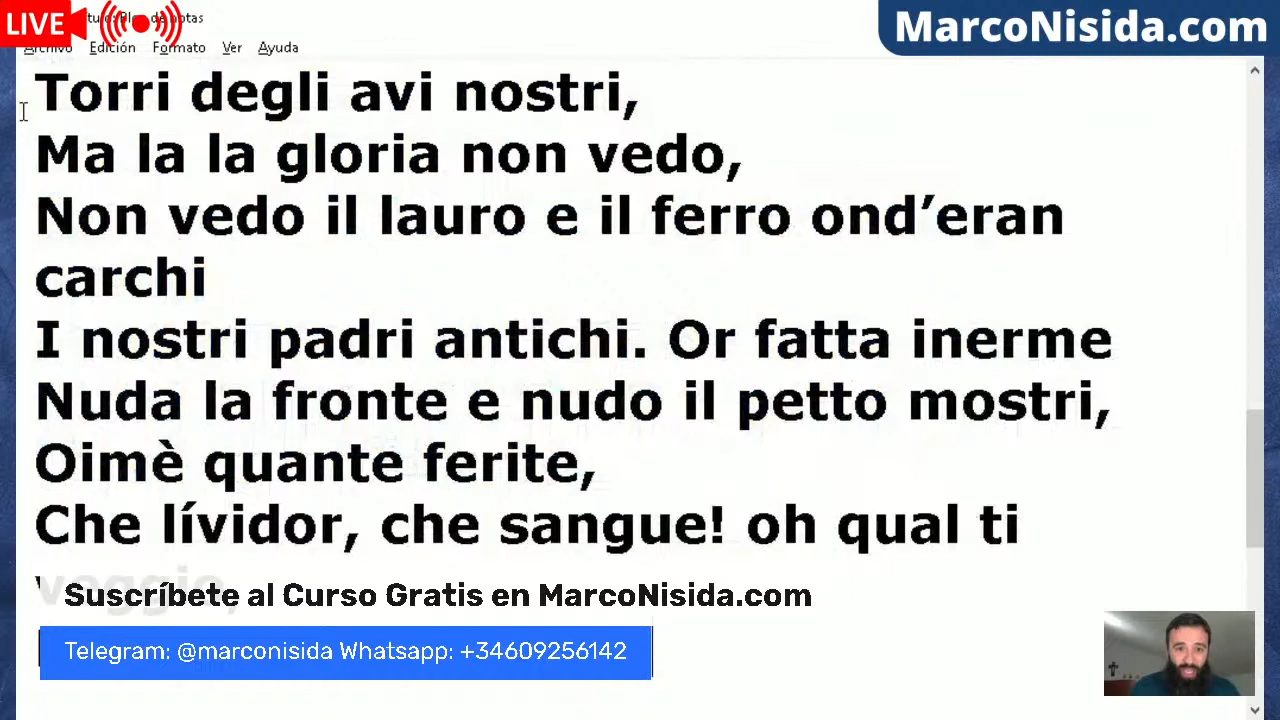 LIVE
MarcoNisida.com
Archivo Edición Formato Ver Ayuda
Torri degli avi nostri,
Ma la la gloria non vedo,
Non vedo il lauro e il ferro ond’eran
carchi
I nostri padri antichi. Or fatta inerme
Nuda la fronte e nudo il petto mostri,
Oimè quante ferite,
Che lívidor, che sangue! oh qual ti
veggio,
Suscríbete al Curso Gratis en MarcoNisida.com
Telegram: @marconisida Whatsapp: +34609256142